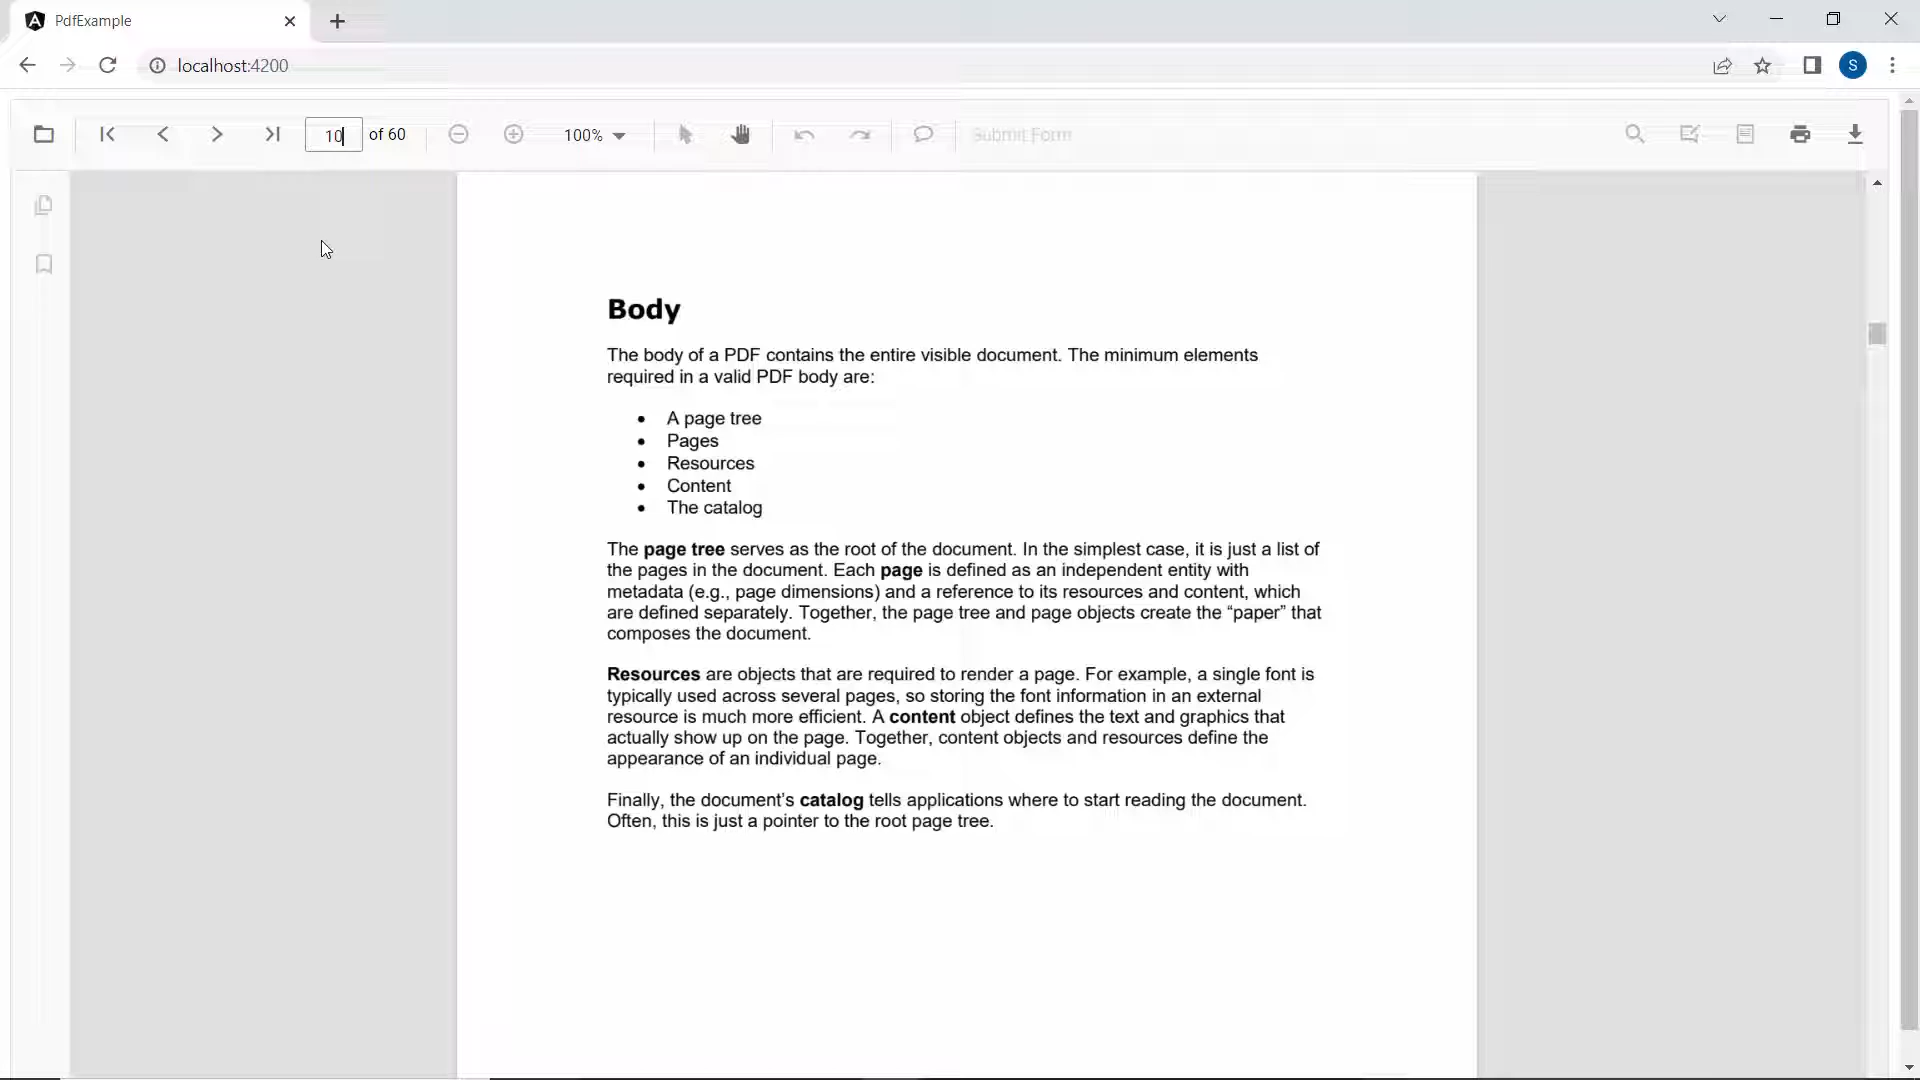 PdfExample
localhost:4200
S
10 of 60 100% Submit Form
Body
The body of a PDF contains the entire visible document. The minimum elements
required in a valid PDF body are:
• A page tree
• Pages
• Resources
• Content
• The catalog
The page tree serves as the root of the document. In the simplest case, it is just a list of
the pages in the document. Each page is defined as an independent entity with
metadata (e.g., page dimensions) and a reference to its resources and content, which
are defined separately. Together, the page tree and page objects create the “paper” that
composes the document.
Resources are objects that are required to render a page. For example, a single font is
typically used across several pages, so storing the font information in an external
resource is much more efficient. A content object defines the text and graphics that
actually show up on the page. Together, content objects and resources define the
appearance of an individual page.
Finally, the document’s catalog tells applications where to start reading the document.
Often, this is just a pointer to the root page tree.